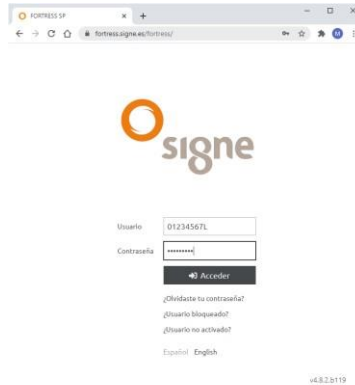 FORTRESS SP
fortress.signe.es/fortress/
M
signe
Usuario 01234567L
Contraseña •••••••••
Acceder
¿Olvidaste tu contraseña?
¿Usuario bloqueado?
¿Usuario no activado?
Español English
v4.8.2.b119